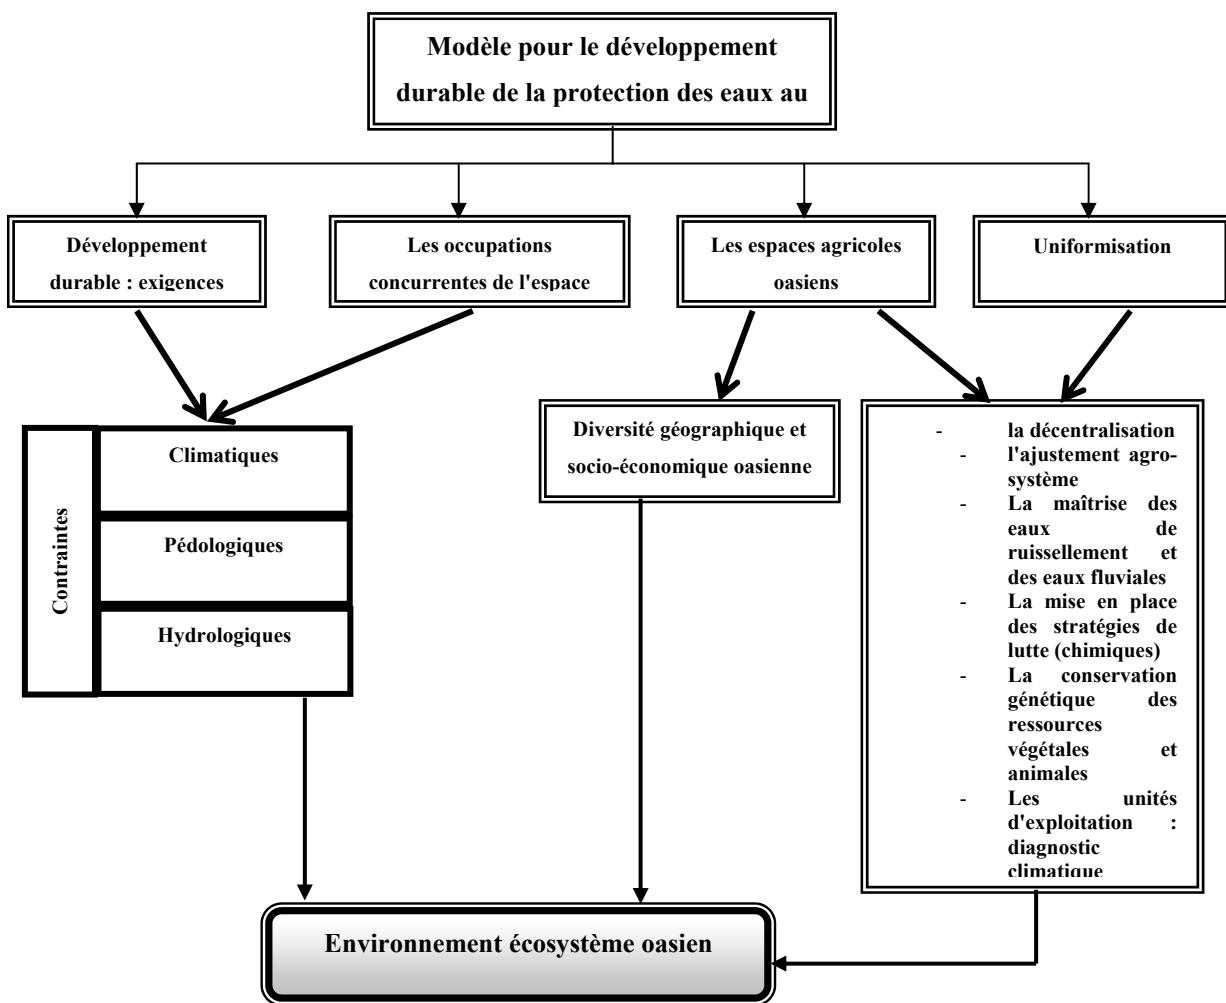 Modèle pour le développement
durable de la protection des eaux au
Développement
durable : exigences
Les occupations
concurrentes de l'espace
Les espaces agricoles
oasiens
Uniformisation
Contraintes
Climatiques
Pédologiques
Hydrologiques
Diversité géographique et
socio-économique oasienne
- la décentralisation
- l'ajustement agro-
système
- La maîtrise des
eaux de
ruissellement et
des eaux fluviales
- La mise en place
des stratégies de
lutte (chimiques)
- La conservation
génétique des
ressources
végétales et
animales
- Les unités
d'exploitation :
diagnostic
climatique
Environnement écosystème oasien